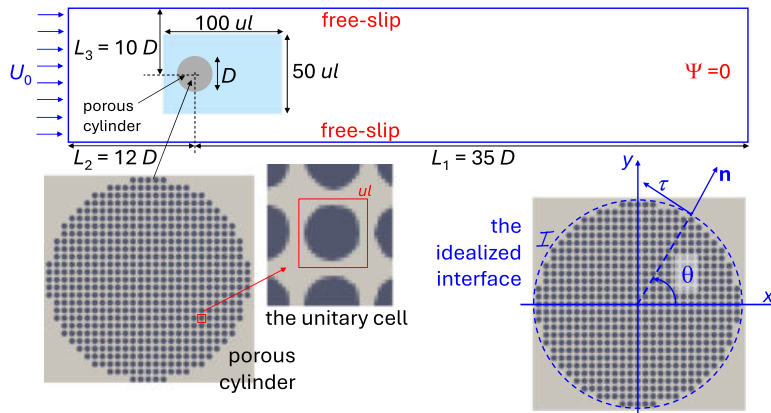 100 ul
free-slip
L₃ = 10 D
50 ul
U₀
D
Ψ =0
porous
cylinder
free-slip
L₂ = 12 D
L₁ = 35 D
ul
y
τ
n
the
idealized
interface
I
θ
x
the unitary cell
porous
cylinder